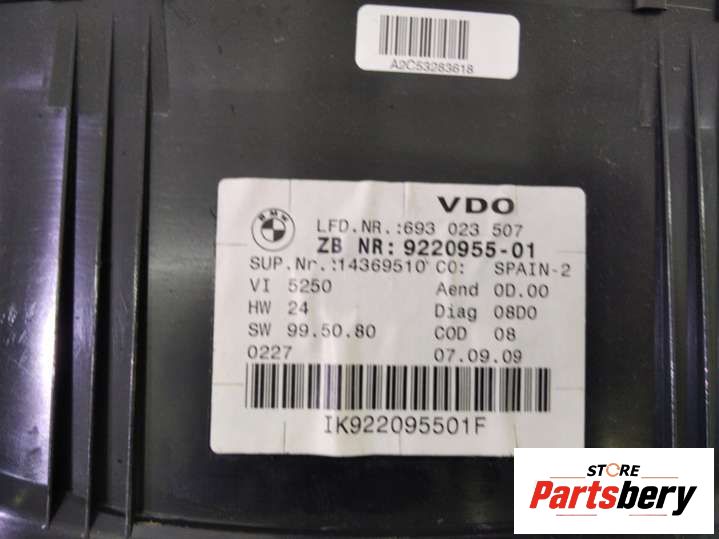 A2C53283618
VDO
BMW
LFD.NR.:693 023 507
ZB NR: 9220955-01
SUP.Nr.:14369510 CO: SPAIN-2
VI 5250 Aend 0D.00
HW 24 Diag 08D0
SW 99.50.80 COD 08
0227 07.09.09
IK922095501F
STORE
Partsbery